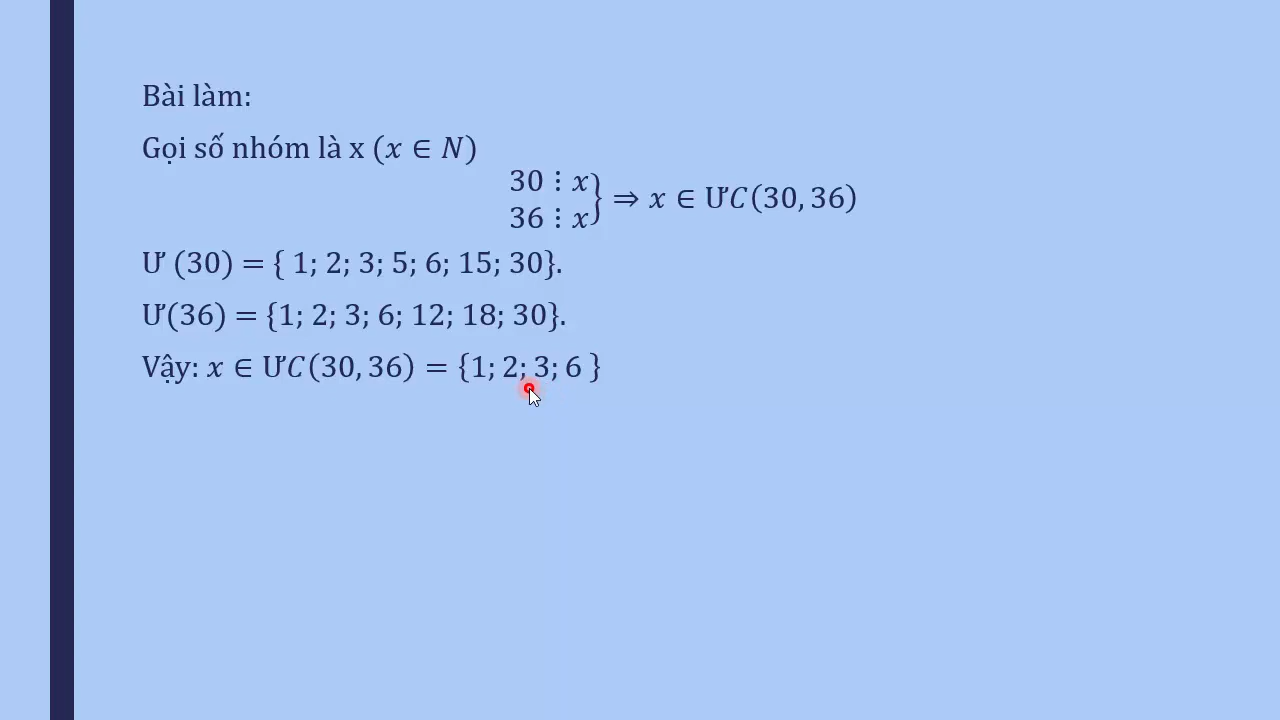 Bài làm:
Gọi số nhóm là x (x ∈ N)
30 ⋮ x
36 ⋮ x } ⇒ x ∈ ƯC(30, 36)
Ư (30) = { 1; 2; 3; 5; 6; 15; 30}.
Ư(36) = {1; 2; 3; 6; 12; 18; 30}.
Vậy: x ∈ ƯC(30, 36) = {1; 2; 3; 6 }